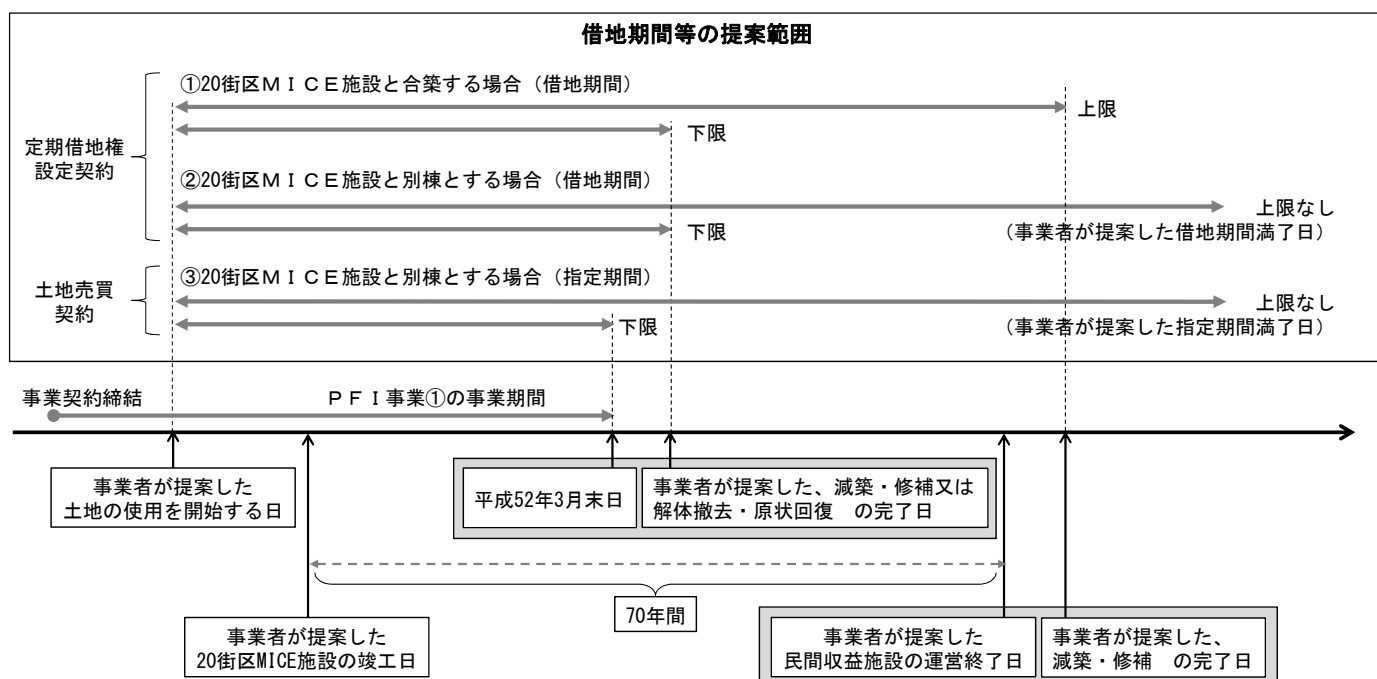 借地期間等の提案範囲
①20街区ＭＩＣＥ施設と合築する場合（借地期間）
上限
下限
定期借地権
設定契約
②20街区ＭＩＣＥ施設と別棟とする場合（借地期間）
上限なし
（事業者が提案した借地期間満了日）
下限
③20街区ＭＩＣＥ施設と別棟とする場合（指定期間）
土地売買
契約
上限なし
（事業者が提案した指定期間満了日）
下限
事業契約締結
ＰＦＩ事業①の事業期間
事業者が提案した
土地の使用を開始する日
平成52年3月末日
事業者が提案した、減築・修補又は
解体撤去・原状回復　の完了日
70年間
事業者が提案した
20街区MICE施設の竣工日
事業者が提案した
民間収益施設の運営終了日
事業者が提案した、
減築・修補　の完了日